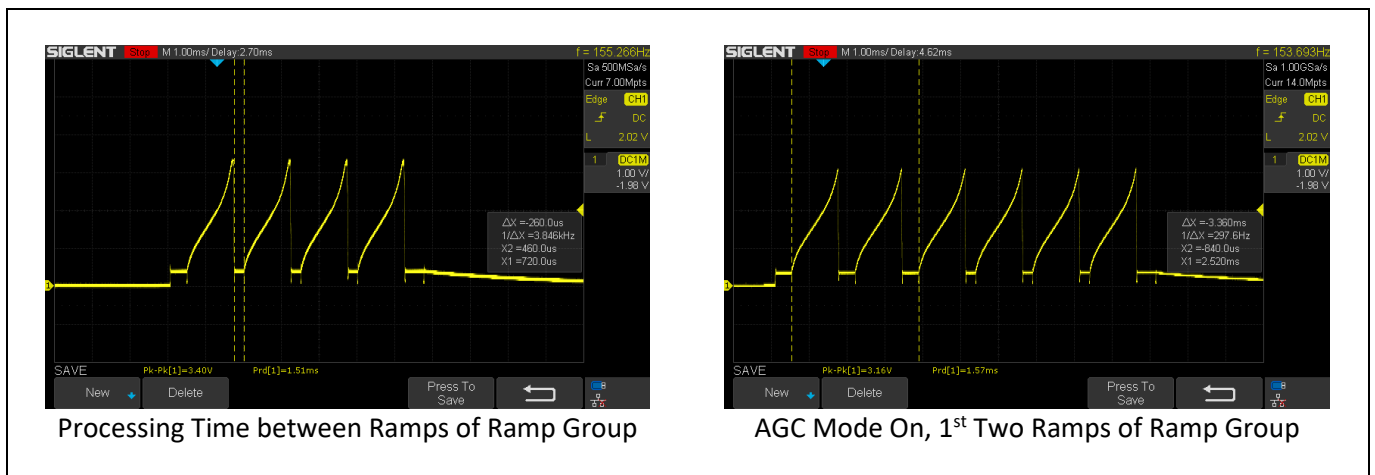 SIGLENT Stop M 1.00ms/ Delay:2.70ms f = 155.266Hz
Sa 500MSa/s
Curr 7.00Mpts
Edge CH1
DC
L 2.02 V
1 DC1M
1.00 V/
-1.98 V
ΔX =-260.0us
1/ΔX =3.846kHz
X2 =460.0us
X1 =720.0us
1
SAVE Pk-Pk[1]=3.40V Prd[1]=1.51ms
New Delete Press To Save
Processing Time between Ramps of Ramp Group
SIGLENT Stop M 1.00ms/ Delay:4.62ms f = 153.693Hz
Sa 1.00GSa/s
Curr 14.0Mpts
Edge CH1
DC
L 2.02 V
1 DC1M
1.00 V/
-1.98 V
ΔX =-3.360ms
1/ΔX =297.6Hz
X2 =-840.0us
X1 =2.520ms
1
SAVE Pk-Pk[1]=3.16V Prd[1]=1.57ms
New Delete Press To Save
AGC Mode On, 1st Two Ramps of Ramp Group